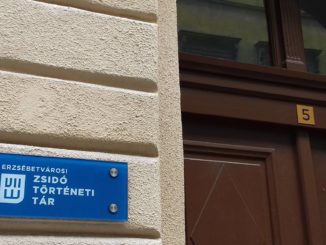 ERZSÉBETVÁROSI
ZSIDÓ
TÖRTÉNETI
TÁR
5